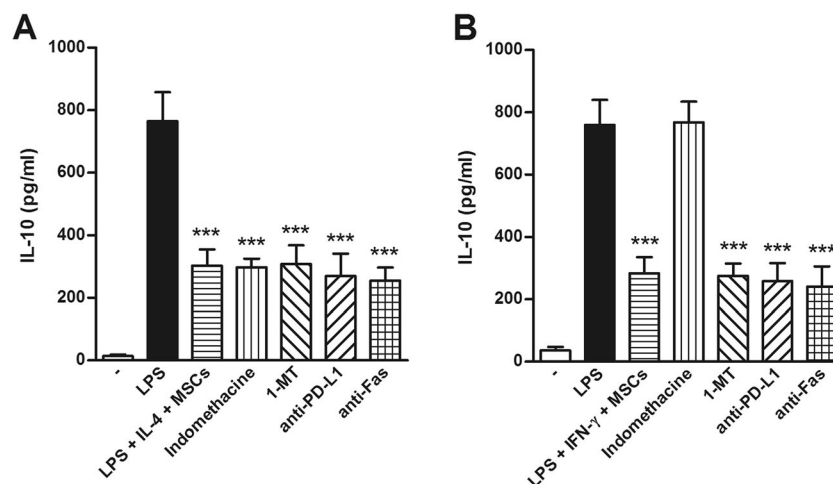 A
1000
800
600
400
200
0
IL-10 (pg/ml)
***
***
***
***
***
-
LPS
LPS + IL-4 + MSCs
Indomethacine
1-MT
anti-PD-L1
anti-Fas
B
1000
800
600
400
200
0
IL-10 (pg/ml)
***
***
***
***
-
LPS
LPS + IFN-γ + MSCs
Indomethacine
1-MT
anti-PD-L1
anti-Fas